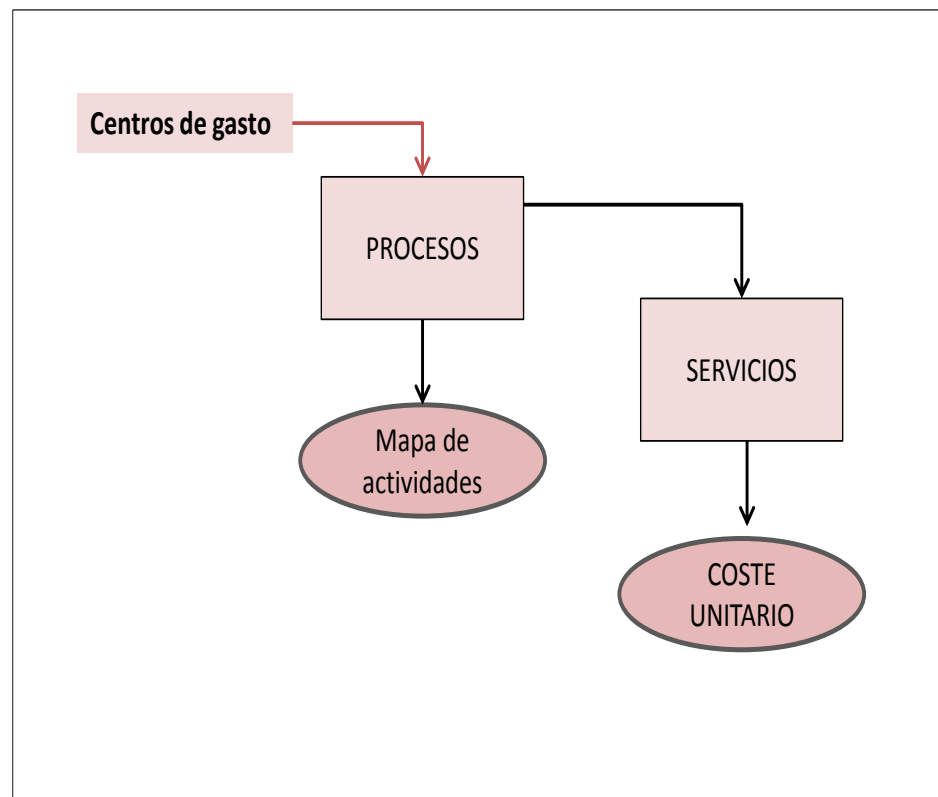 Centros de gasto
PROCESOS
SERVICIOS
Mapa de
actividades
COSTE
UNITARIO